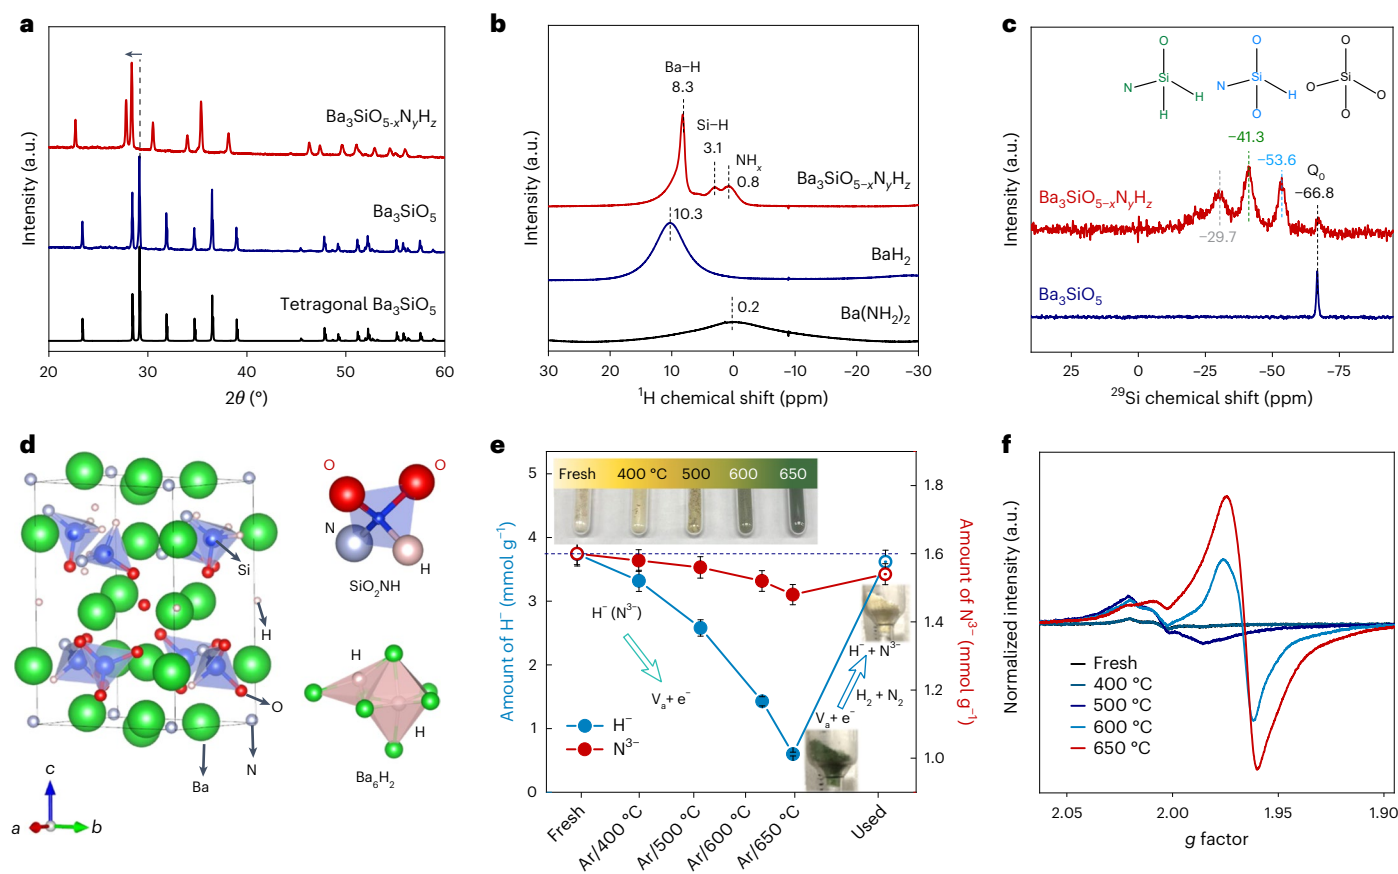 a
Intensity (a.u.)
Ba3SiO5-xNyHz
Ba3SiO5
Tetragonal Ba3SiO5
20
30
40
50
60
2θ (°)
b
Intensity (a.u.)
Ba–H
8.3
Si–H
3.1
NHx
0.8
Ba3SiO5−xNyHz
10.3
BaH2
0.2
Ba(NH2)2
30
20
10
0
−10
−20
−30
1H chemical shift (ppm)
c
Intensity (a.u.)
O
N
Si
H
H
O
N
Si
H
O
O
Si
O
O
O
−41.3
−53.6
Q0
−66.8
−29.7
Ba3SiO5−xNyHz
Ba3SiO5
25
0
−25
−50
−75
29Si chemical shift (ppm)
d
Si
H
O
N
Ba
c
a
b
O
O
N
H
SiO2NH
H
H
Ba6H2
e
Amount of H− (mmol g−1)
5
4
3
2
1
0
Fresh
400 °C
500
600
650
H− (N3−)
Va + e−
H− + N3−
H2 + N2
Va + e−
H−
N3−
1.8
1.6
1.4
1.2
1.0
Amount of N3− (mmol g−1)
Fresh
Ar/400 °C
Ar/500 °C
Ar/600 °C
Ar/650 °C
Used
f
Normalized intensity (a.u.)
Fresh
400 °C
500 °C
600 °C
650 °C
2.05
2.00
1.95
1.90
g factor